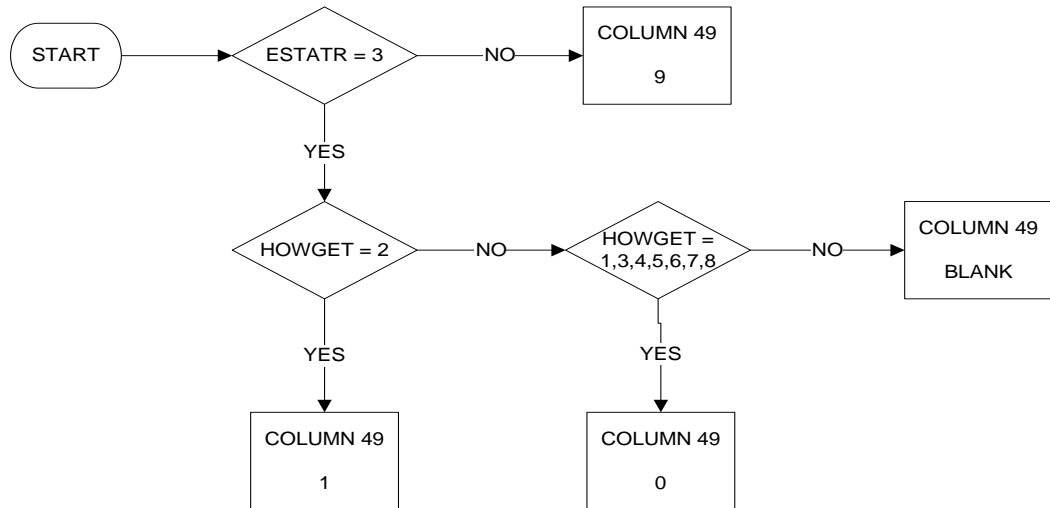 START
ESTATR = 3
NO
COLUMN 49
9
YES
HOWGET = 2
NO
HOWGET =
1,3,4,5,6,7,8
NO
COLUMN 49
BLANK
YES
YES
COLUMN 49
1
COLUMN 49
0